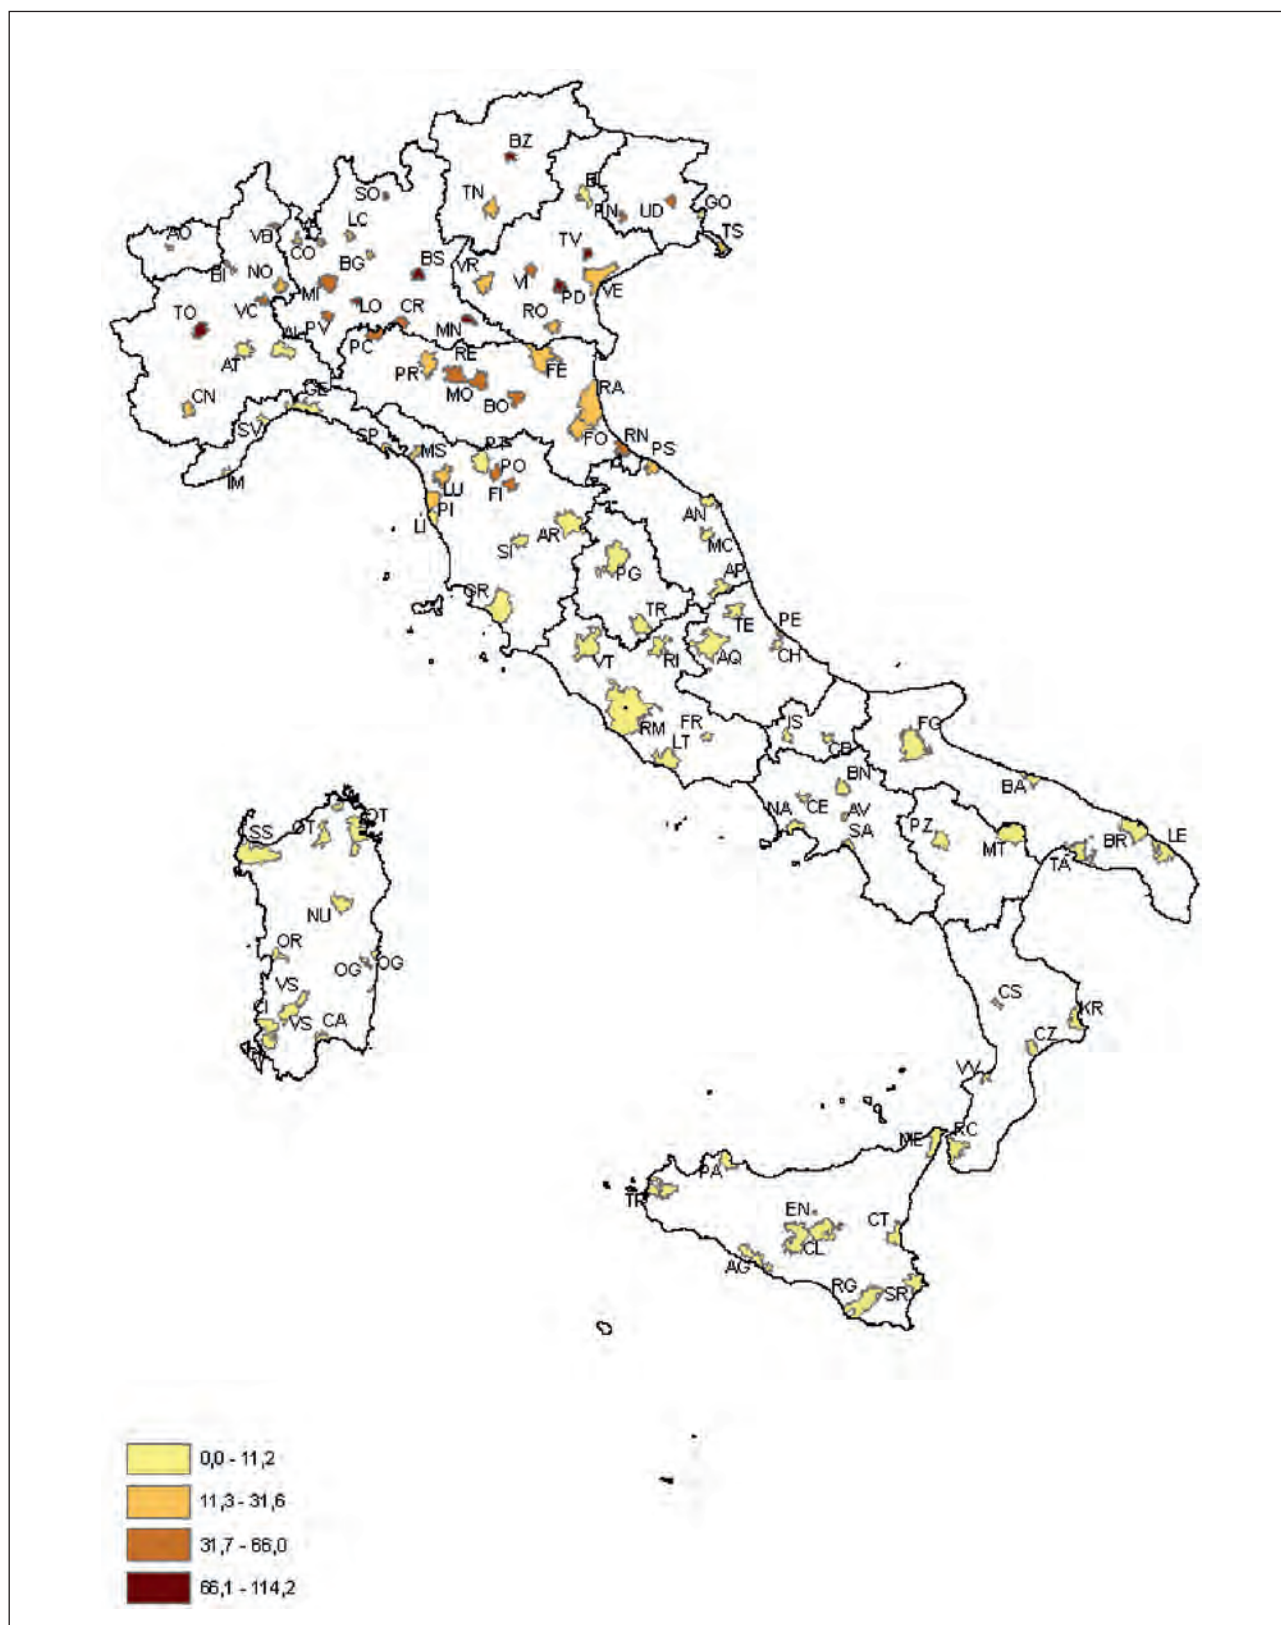 BZ
SO
TN
BL
GO
PN
UD
LC
VB
AO
CO
TV
TS
BG
BS
VR
BI
NO
VI
MI
PD
VE
VC
LO
CR
RO
TO
PV
MN
AL
PC
RE
AT
PR
FE
MO
RA
CN
GE
BO
FO
SV
SP
MS
PT
RN
PS
PO
IM
LU
FI
PI
AN
LI
AR
SI
MC
PG
AP
GR
TR
TE
PE
VT
RI
AQ
CH
RM
FR
IS
FG
LT
CB
BN
BA
NA
CE
AV
SS
OT
OT
SA
PZ
MT
BR
LE
TA
NU
OR
OG
OG
VS
CI
VS
CA
CS
KR
CZ
VV
ME
RC
PA
TR
EN
CT
CL
AG
RG
SR
0,0 - 11,2
11,3 - 31,6
31,7 - 66,0
66,1 - 114,2